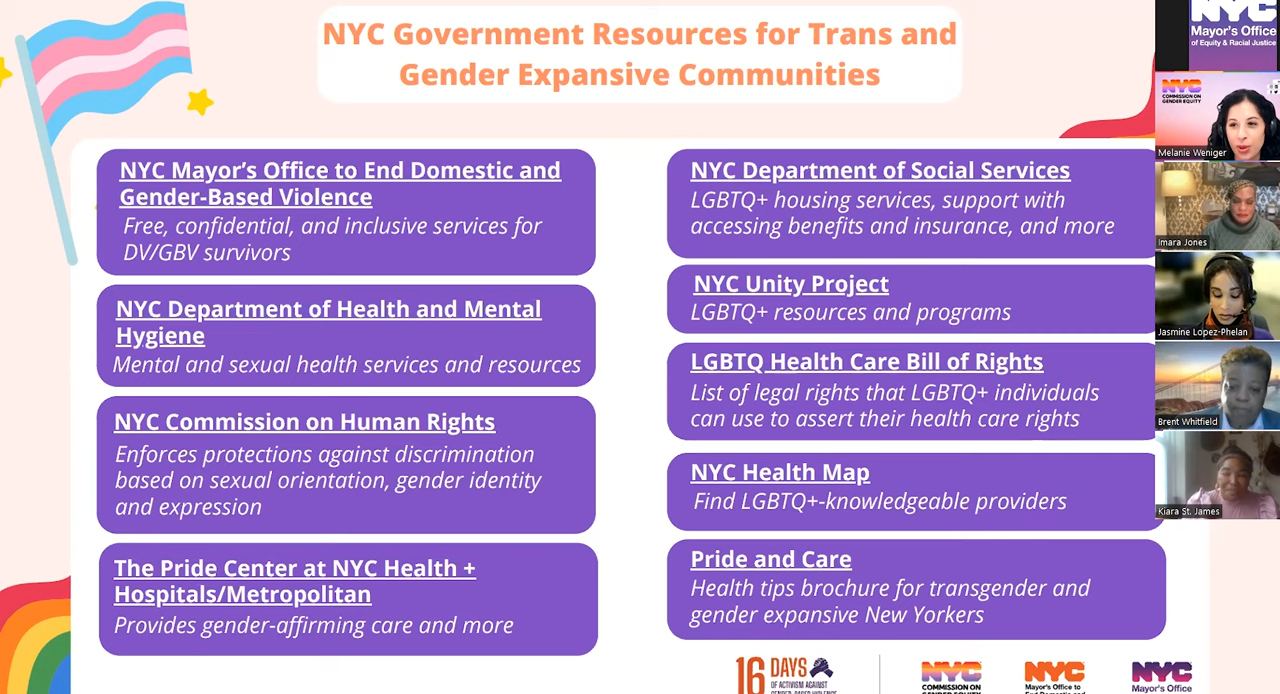 NYC Government Resources for Trans and
Gender Expansive Communities
NYC Mayor's Office to End Domestic and
Gender-Based Violence
Free, confidential, and inclusive services for
DV/GBV survivors
NYC Department of Health and Mental
Hygiene
Mental and sexual health services and resources
NYC Commission on Human Rights
Enforces protections against discrimination
based on sexual orientation, gender identity
and expression
The Pride Center at NYC Health +
Hospitals/Metropolitan
Provides gender-affirming care and more
NYC Department of Social Services
LGBTQ+ housing services, support with
accessing benefits and insurance, and more
NYC Unity Project
LGBTQ+ resources and programs
LGBTQ Health Care Bill of Rights
List of legal rights that LGBTQ+ individuals
can use to assert their health care rights
NYC Health Map
Find LGBTQ+-knowledgeable providers
Pride and Care
Health tips brochure for transgender and
gender expansive New Yorkers
16 DAYS
OF ACTIVISM AGAINST
NYC
COMMISSION ON
NYC
Mayor's Office to
NYC
Mayor's Office
NYC
Mayor's Office
of Equity & Racial Justice
NYC
COMMISSION ON
GENDER EQUITY
Melanie Weniger
Imara Jones
Jasmine Lopez-Phelan
Brent Whitfield
Kiara St. James